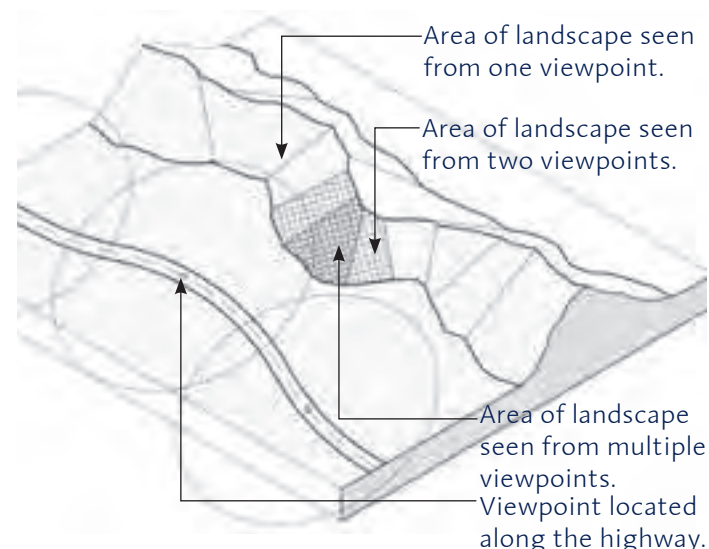 Area of landscape seen
from one viewpoint.
Area of landscape seen
from two viewpoints.
Area of landscape
seen from multiple
viewpoints.
Viewpoint located
along the highway.